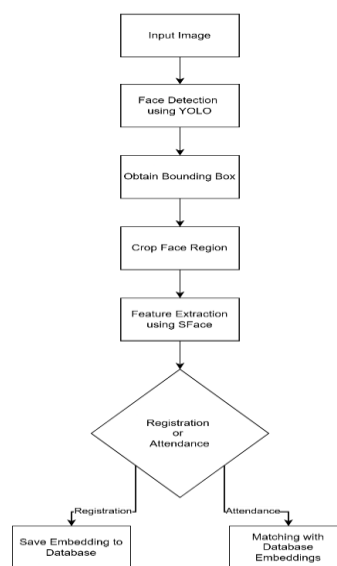 Input Image
Face Detection
using YOLO
Obtain Bounding Box
Crop Face Region
Feature Extraction
using SFace
Registration
or
Attendance
Registration
Attendance
Save Embedding to
Database
Matching with
Database
Embeddings